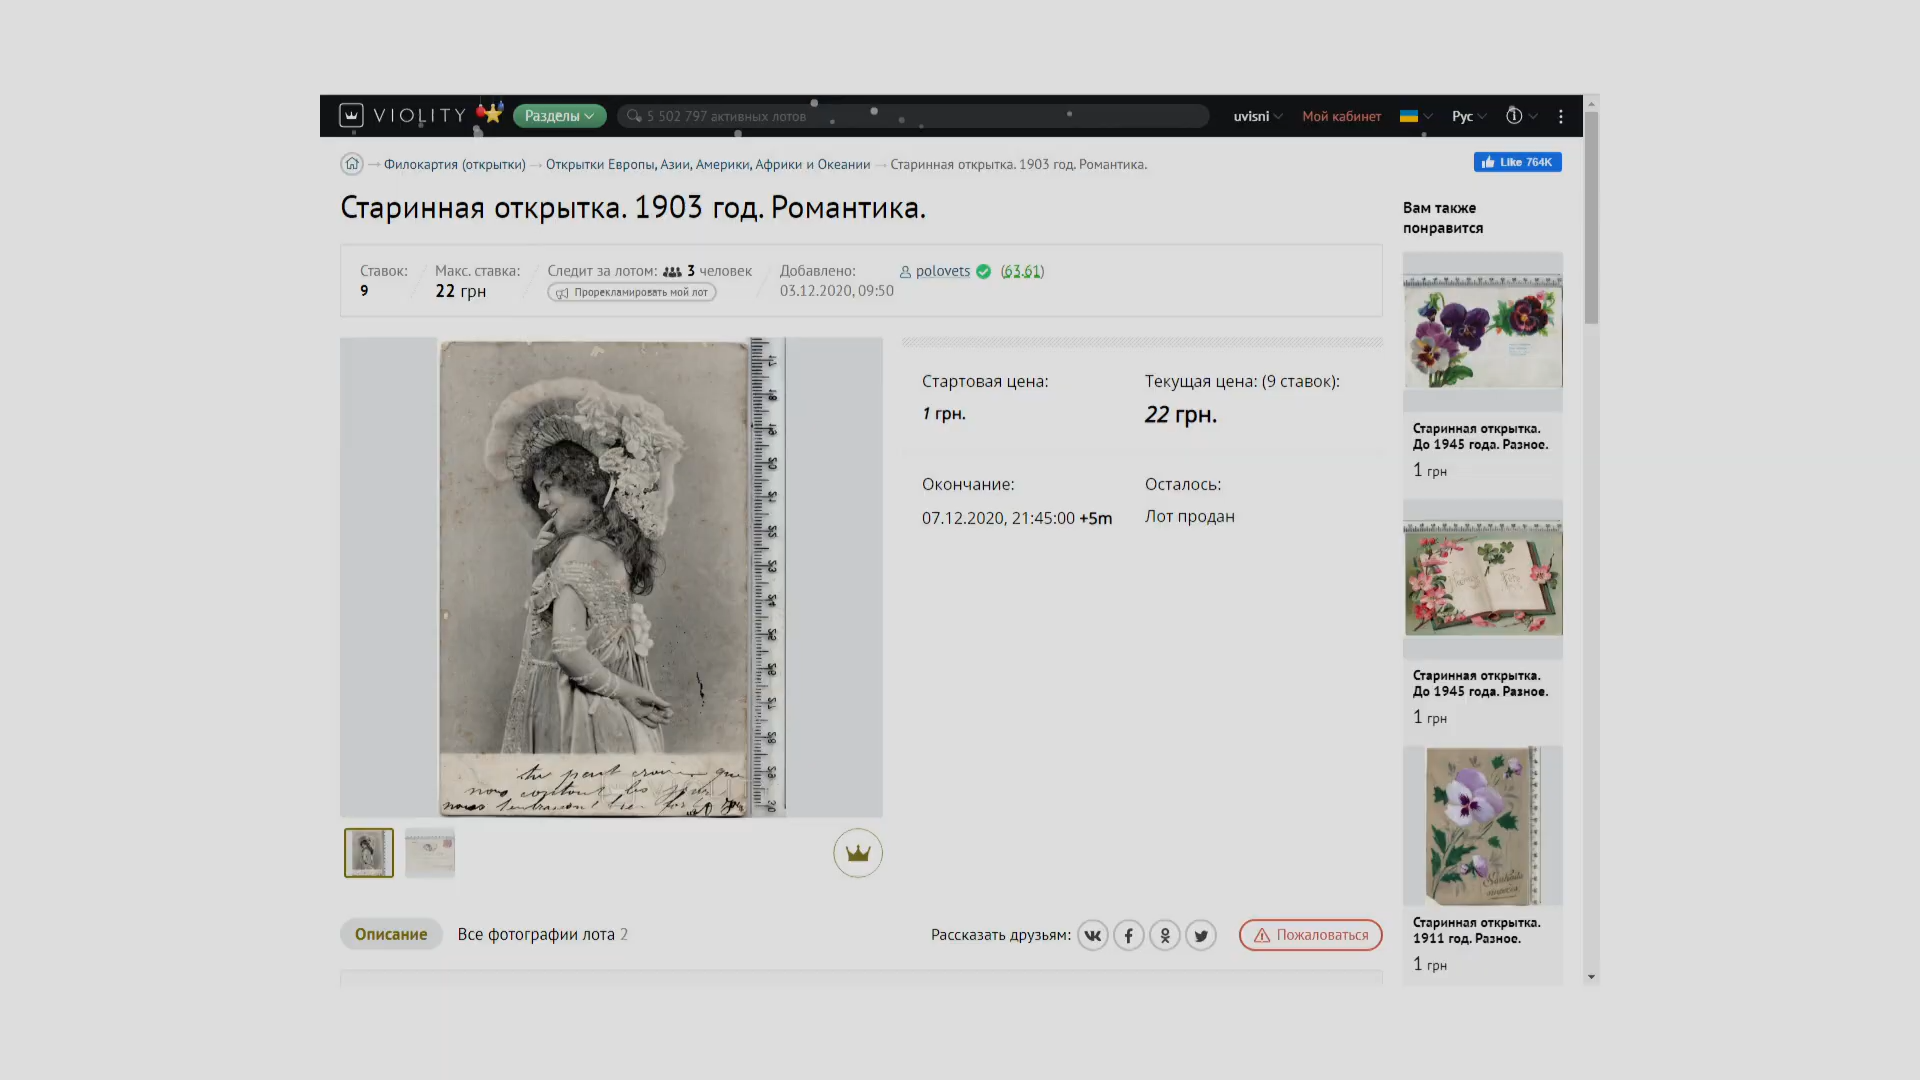 VIOLITY
Разделы
5 502 797 активных лотов
uvisni
Мой кабинет
Рус
Филокартия (открытки) → Открытки Европы, Азии, Америки, Африки и Океании → Старинная открытка. 1903 год. Романтика.
Like 764K
Старинная открытка. 1903 год. Романтика.
Ставок:
9
Макс. ставка:
22 грн
Следит за лотом: 3 человек
Прорекламировать мой лот
Добавлено:
03.12.2020, 09:50
polovets (63,61)
Стартовая цена:
1 грн.
Текущая цена: (9 ставок):
22 грн.
Окончание:
07.12.2020, 21:45:00 +5m
Осталось:
Лот продан
tu peut
nous
nous
Описание
Все фотографии лота 2
Рассказать друзьям:
Пожаловаться
Вам также
понравится
Старинная открытка.
До 1945 года. Разное.
1 грн
Старинная открытка.
До 1945 года. Разное.
1 грн
Старинная открытка.
1911 год. Разное.
1 грн